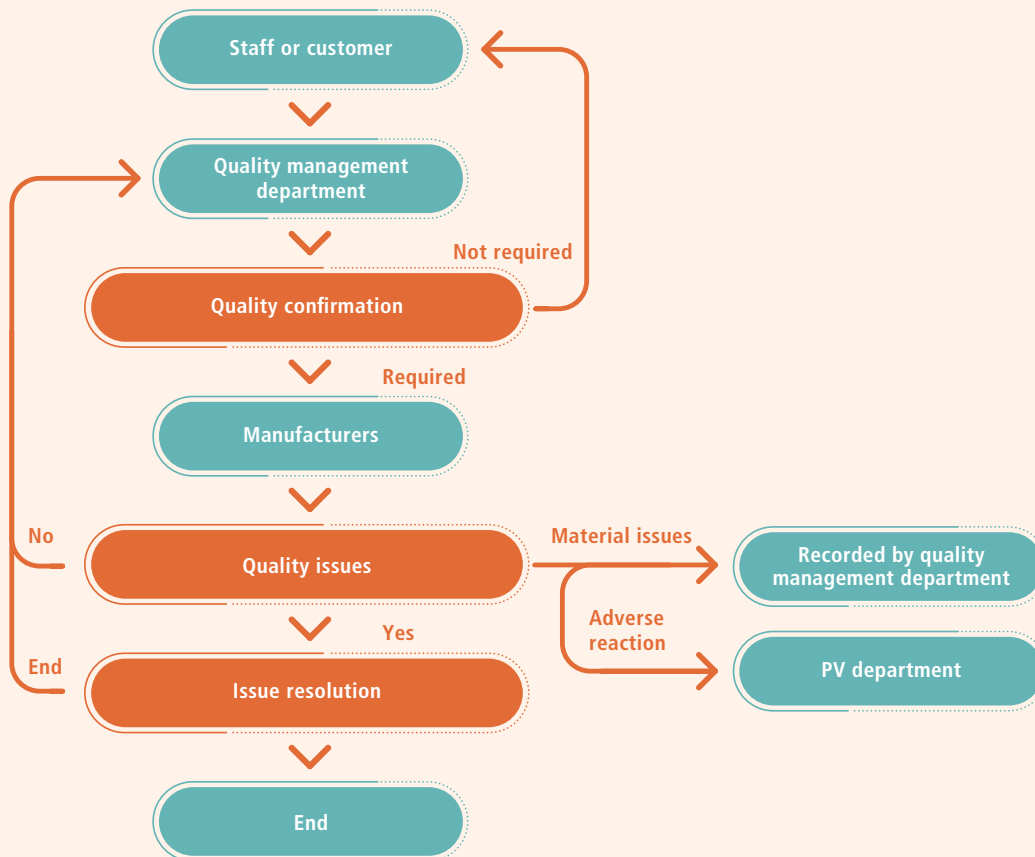 Staff or customer
Quality management
department
Not required
Quality confirmation
Required
Manufacturers
No
Quality issues
Material issues
Recorded by quality
management department
Adverse
reaction
Yes
PV department
End
Issue resolution
End